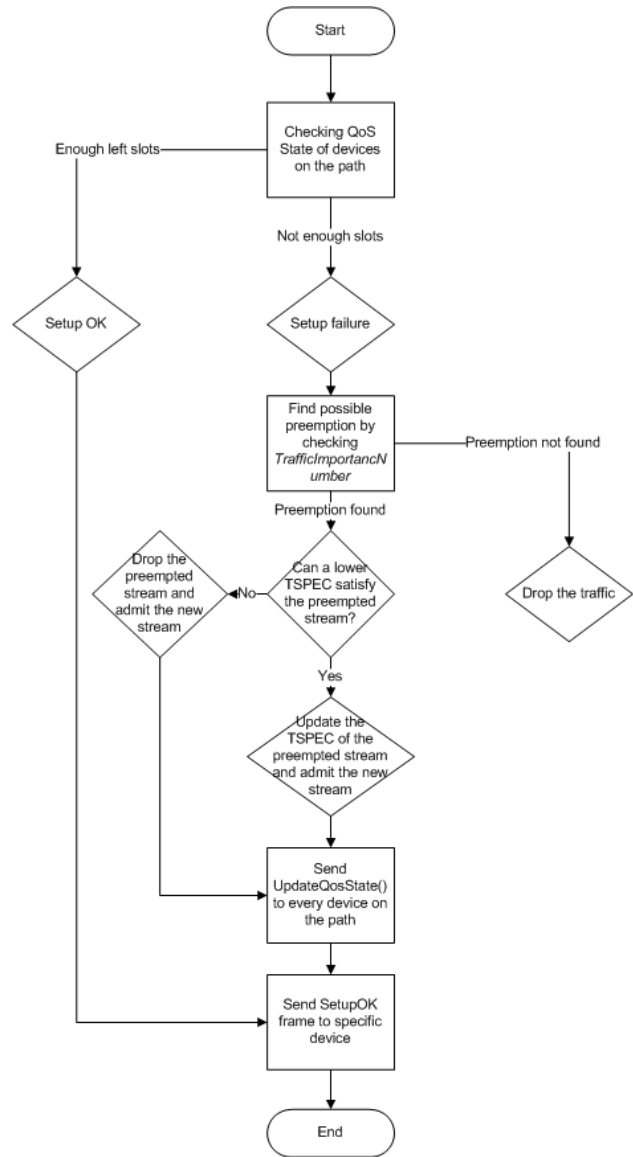 Start
Checking QoS
State of devices
on the path
Enough left slots
Not enough slots
Setup OK
Setup failure
Find possible
preemption by
checking
TrafficImportancN
umber
Preemption not found
Preemption found
Drop the
preempted
stream and
admit the new
stream
No
Can a lower
TSPEC satisfy
the preempted
stream?
Drop the traffic
Yes
Update the
TSPEC of the
preempted stream
and admit the new
stream
Send
UpdateQosState()
to every device on
the path
Send SetupOK
frame to specific
device
End